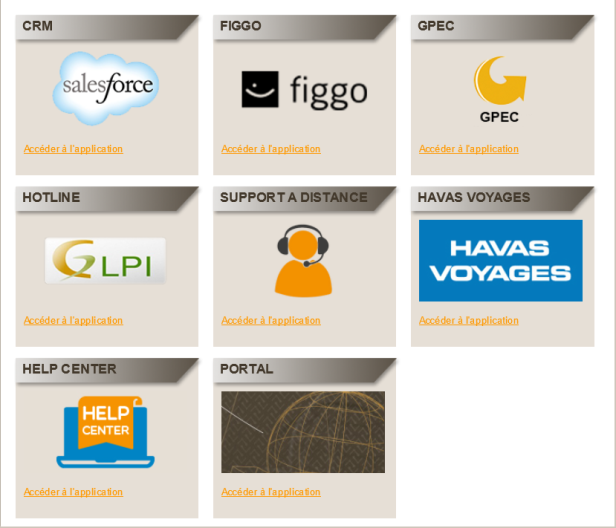 CRM
salesforce
Accéder à l'application
FIGGO
figgo
Accéder à l'application
GPEC
GPEC
Accéder à l'application
HOTLINE
GLPI
Accéder à l'application
SUPPORT A DISTANCE
Accéder à l'application
HAVAS VOYAGES
HAVAS
VOYAGES
Accéder à l'application
HELP CENTER
HELP
CENTER
Accéder à l'application
PORTAL
Accéder à l'application